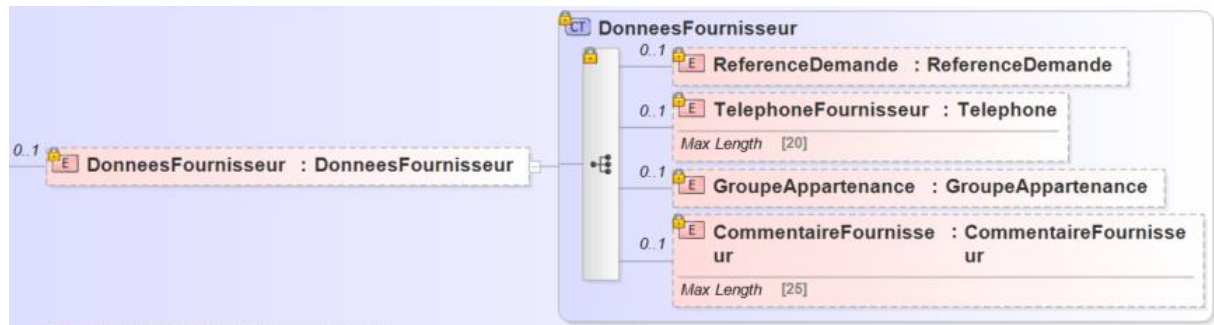 CT DonneesFournisseur
0..1 E ReferenceDemande : ReferenceDemande
0..1 E TelephoneFournisseur : Telephone
Max Length [20]
0..1 E DonneesFournisseur : DonneesFournisseur
0..1 E GroupeAppartenance : GroupeAppartenance
0..1 E CommentaireFournisse : CommentaireFournisse
ur ur
Max Length [25]